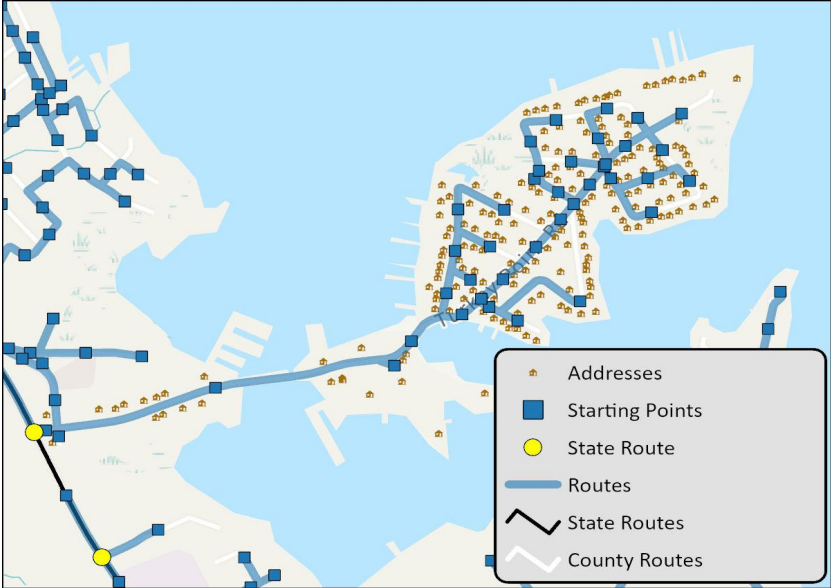 Addresses
Starting Points
State Route
Routes
State Routes
County Routes